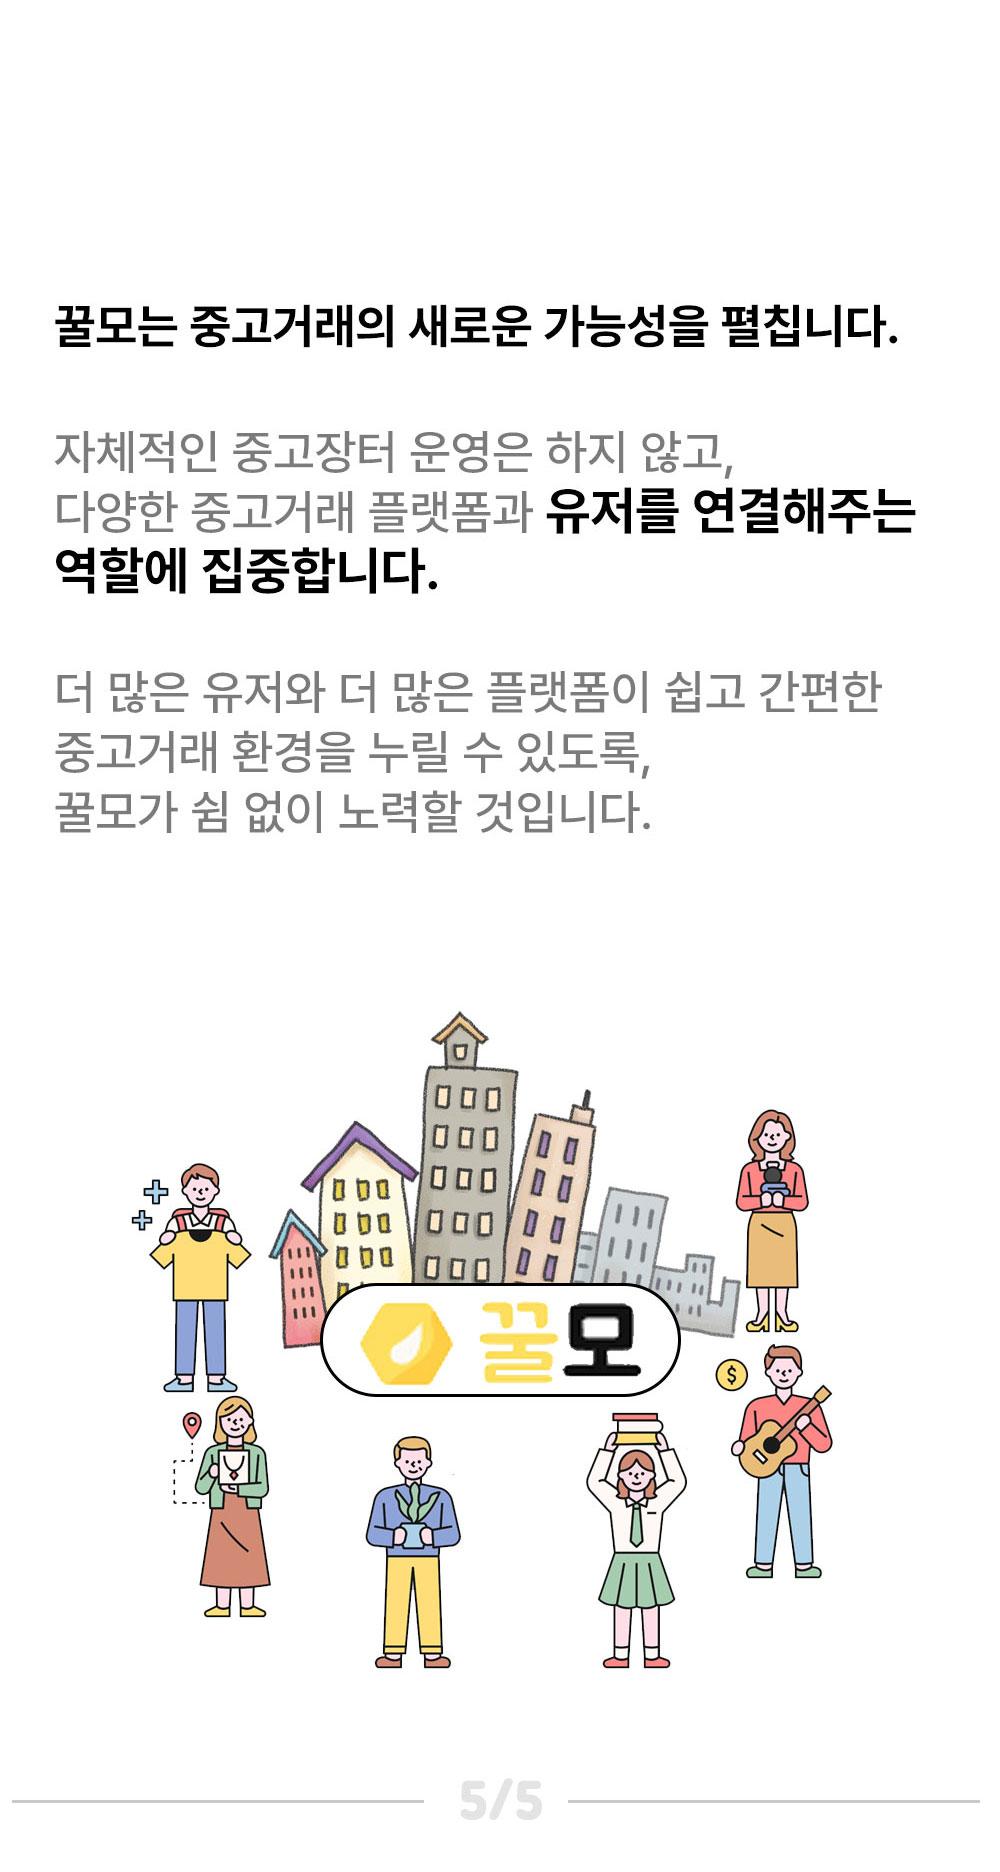 꿀모는 중고거래의 새로운 가능성을 펼칩니다.
자체적인 중고장터 운영은 하지 않고,
다양한 중고거래 플랫폼과 유저를 연결해주는
역할에 집중합니다.
더 많은 유저와 더 많은 플랫폼이 쉽고 간편한
중고거래 환경을 누릴 수 있도록,
꿀모가 쉼 없이 노력할 것입니다.
꿀모
$
5/5